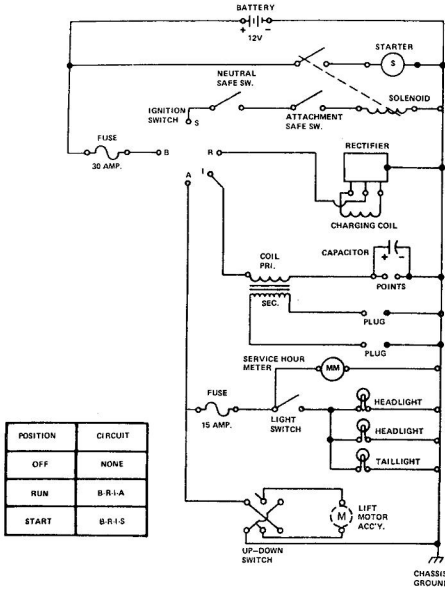 BATTERY
+ −
12V
STARTER
S
NEUTRAL
SAFE SW.
SOLENOID
IGNITION
SWITCH
S
ATTACHMENT
SAFE SW.
FUSE
30 AMP.
B
R
A
I
RECTIFIER
CHARGING COIL
COIL
PRI.
CAPACITOR
+ −
POINTS
SEC.
PLUG
PLUG
SERVICE HOUR
METER
MM
FUSE
15 AMP.
LIGHT
SWITCH
HEADLIGHT
HEADLIGHT
TAILLIGHT
POSITION CIRCUIT
OFF NONE
RUN B-R-I-A
START B-R-I-S
M
LIFT
MOTOR
ACC'Y.
UP-DOWN
SWITCH
CHASSIS
GROUND